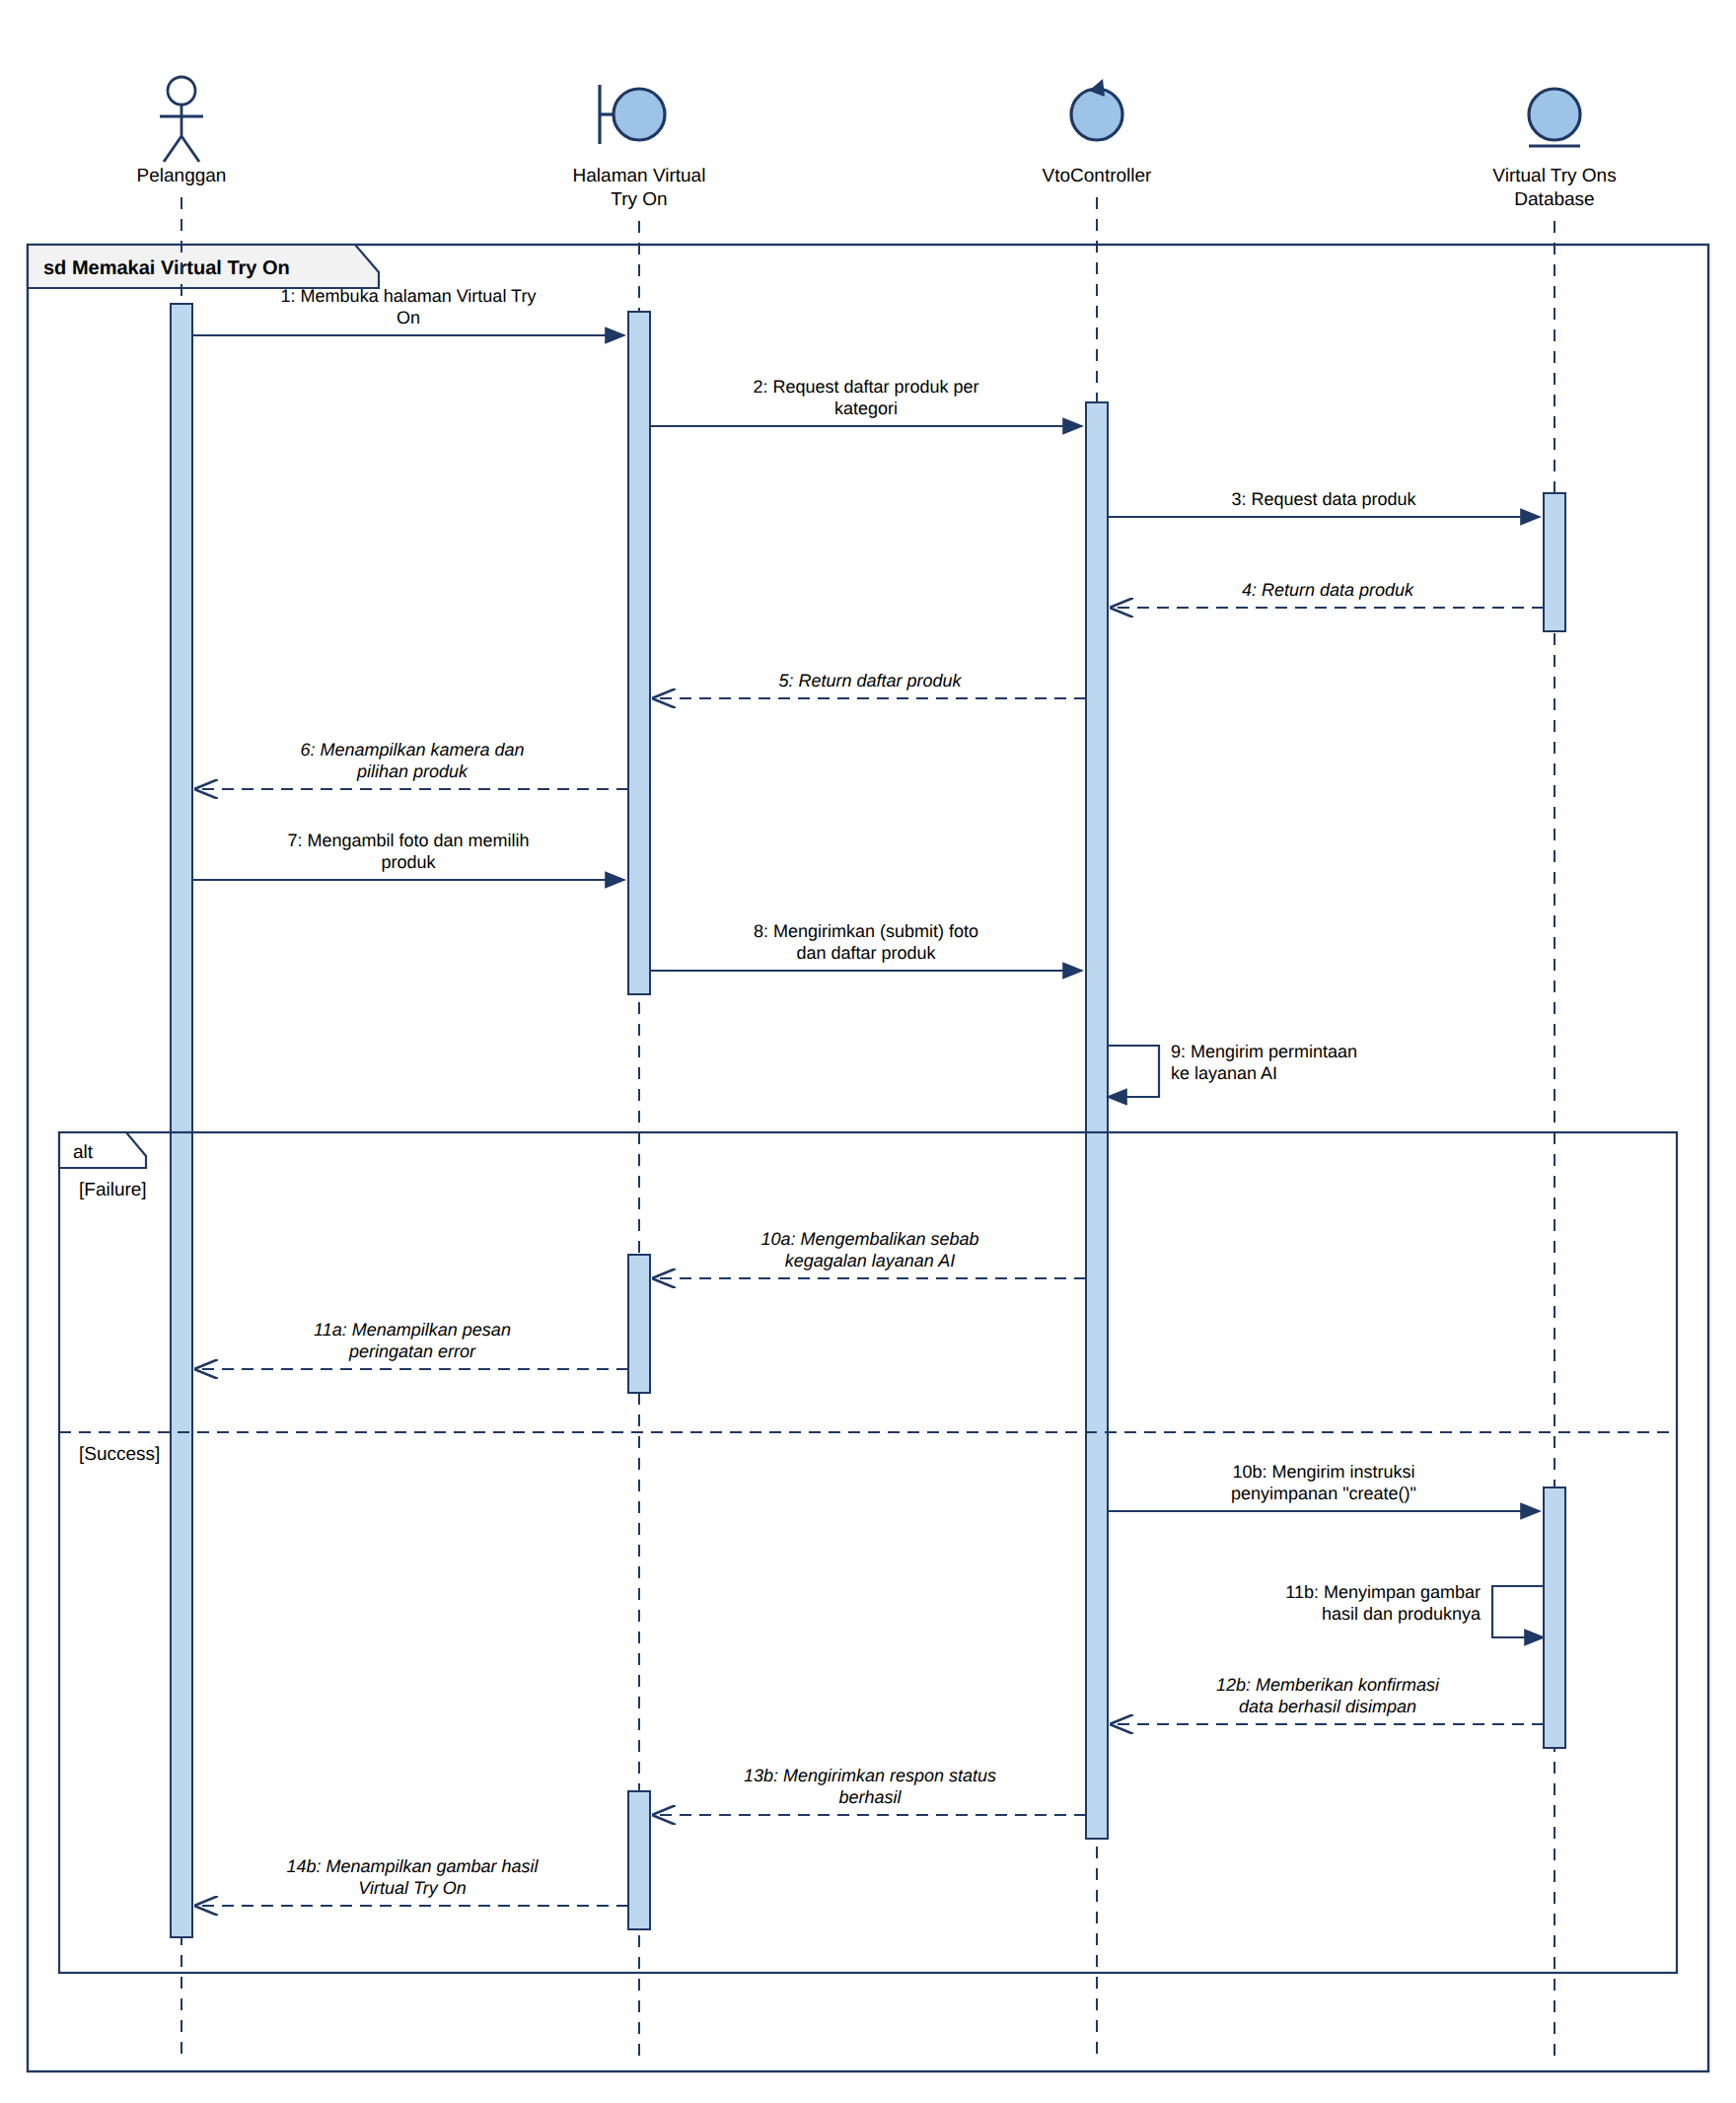 Pelanggan
Halaman Virtual
Try On
VtoController
Virtual Try Ons
Database
sd Memakai Virtual Try On
1: Membuka halaman Virtual Try
On
2: Request daftar produk per
kategori
3: Request data produk
4: Return data produk
5: Return daftar produk
6: Menampilkan kamera dan
pilihan produk
7: Mengambil foto dan memilih
produk
8: Mengirimkan (submit) foto
dan daftar produk
9: Mengirim permintaan
ke layanan AI
alt
[Failure]
10a: Mengembalikan sebab
kegagalan layanan AI
11a: Menampilkan pesan
peringatan error
[Success]
10b: Mengirim instruksi
penyimpanan "create()"
11b: Menyimpan gambar
hasil dan produknya
12b: Memberikan konfirmasi
data berhasil disimpan
13b: Mengirimkan respon status
berhasil
14b: Menampilkan gambar hasil
Virtual Try On